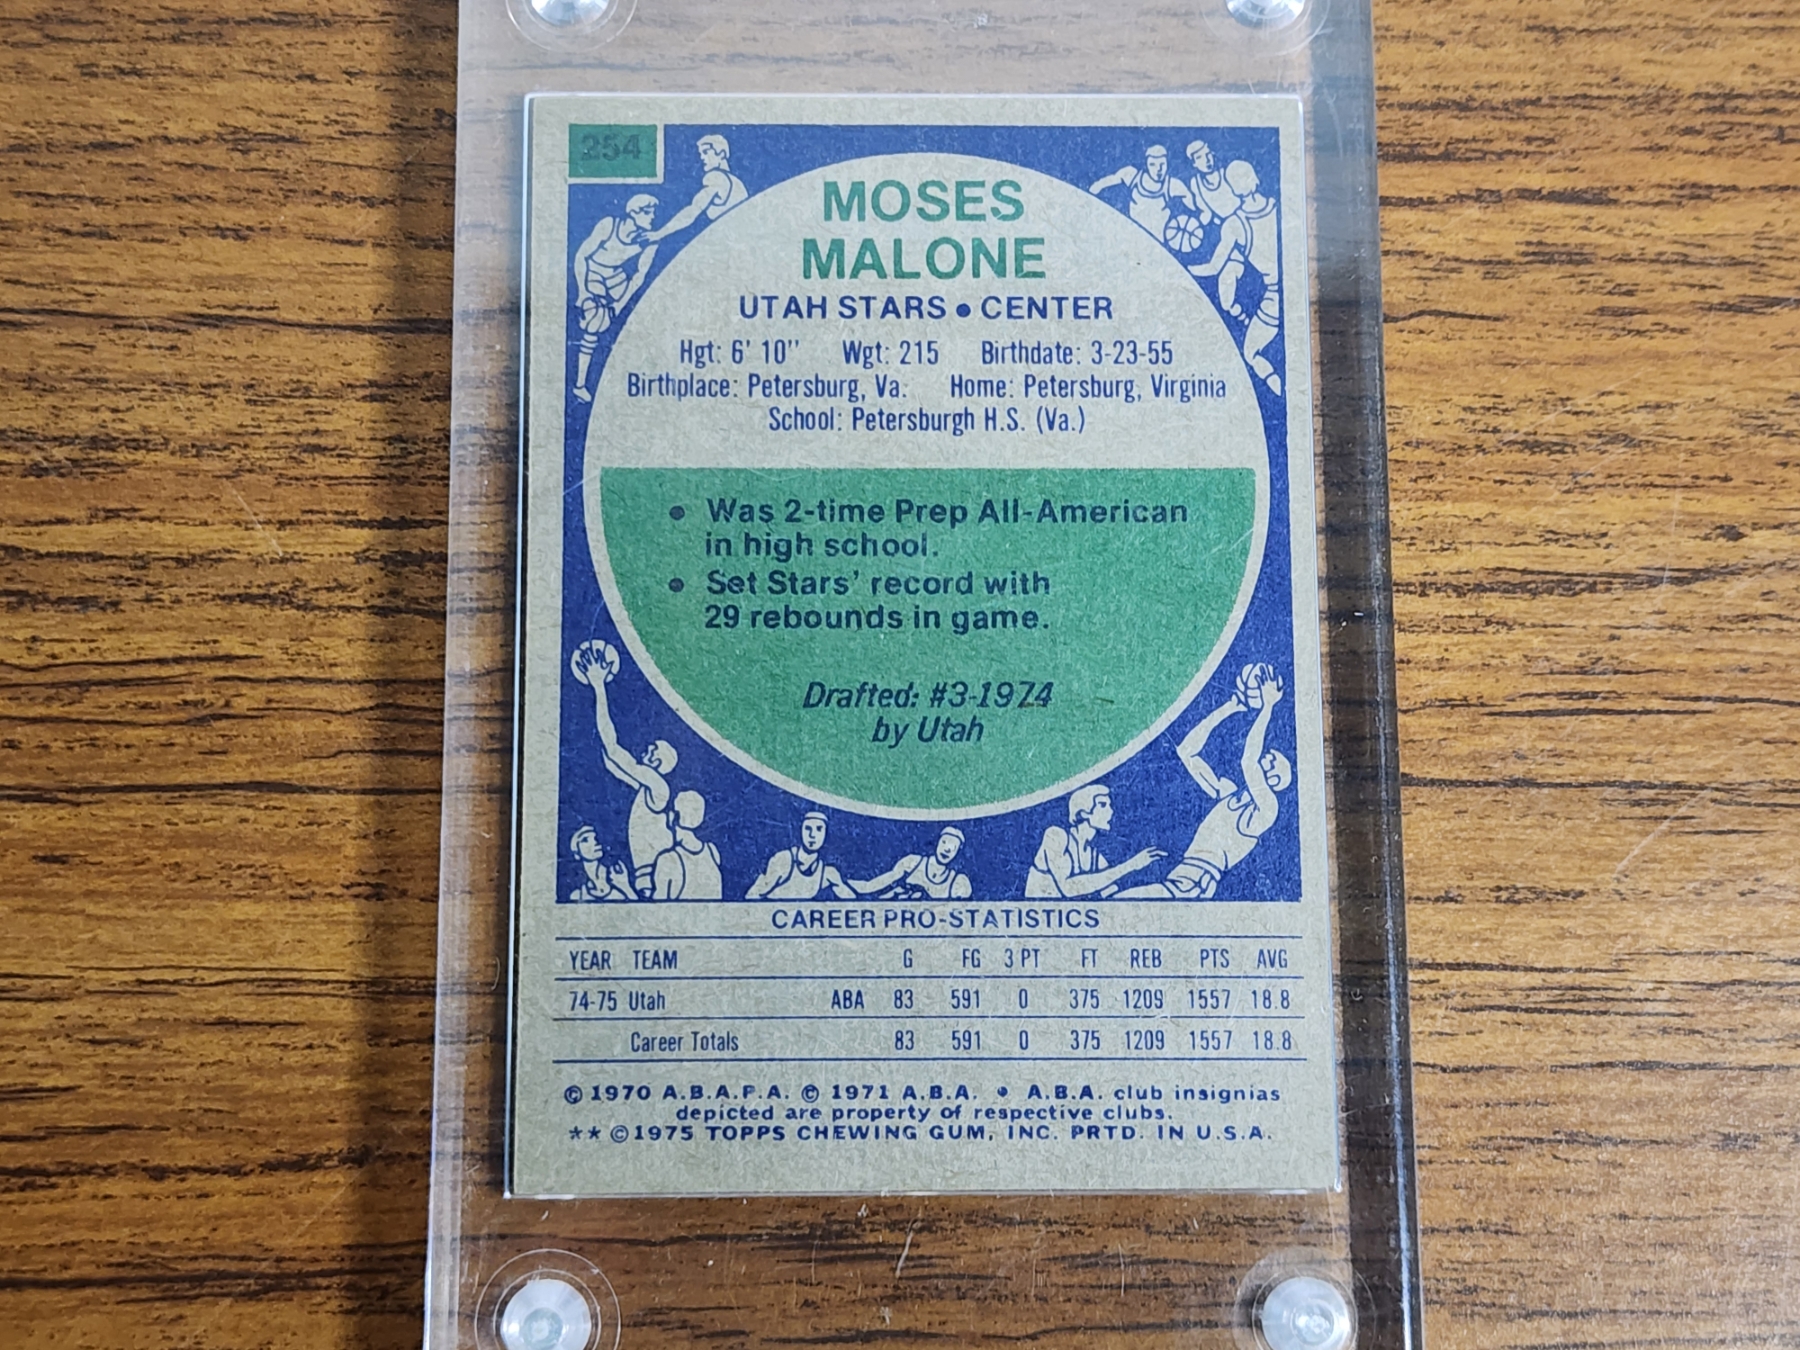 254
MOSES
MALONE
UTAH STARS • CENTER
Hgt: 6' 10" Wgt: 215 Birthdate: 3-23-55
Birthplace: Petersburg, Va. Home: Petersburg, Virginia
School: Petersburgh H.S. (Va.)
• Was 2-time Prep All-American
in high school.
• Set Stars' record with
29 rebounds in game.
Drafted: #3-1974
by Utah
CAREER PRO-STATISTICS
YEAR TEAM G FG 3 PT FT REB PTS AVG
74-75 Utah ABA 83 591 0 375 1209 1557 18.8
Career Totals 83 591 0 375 1209 1557 18.8
© 1970 A.B.A.P.A. © 1971 A.B.A. • A.B.A. club insignias
depicted are property of respective clubs.
** © 1975 TOPPS CHEWING GUM, INC. PRTD. IN U.S.A.